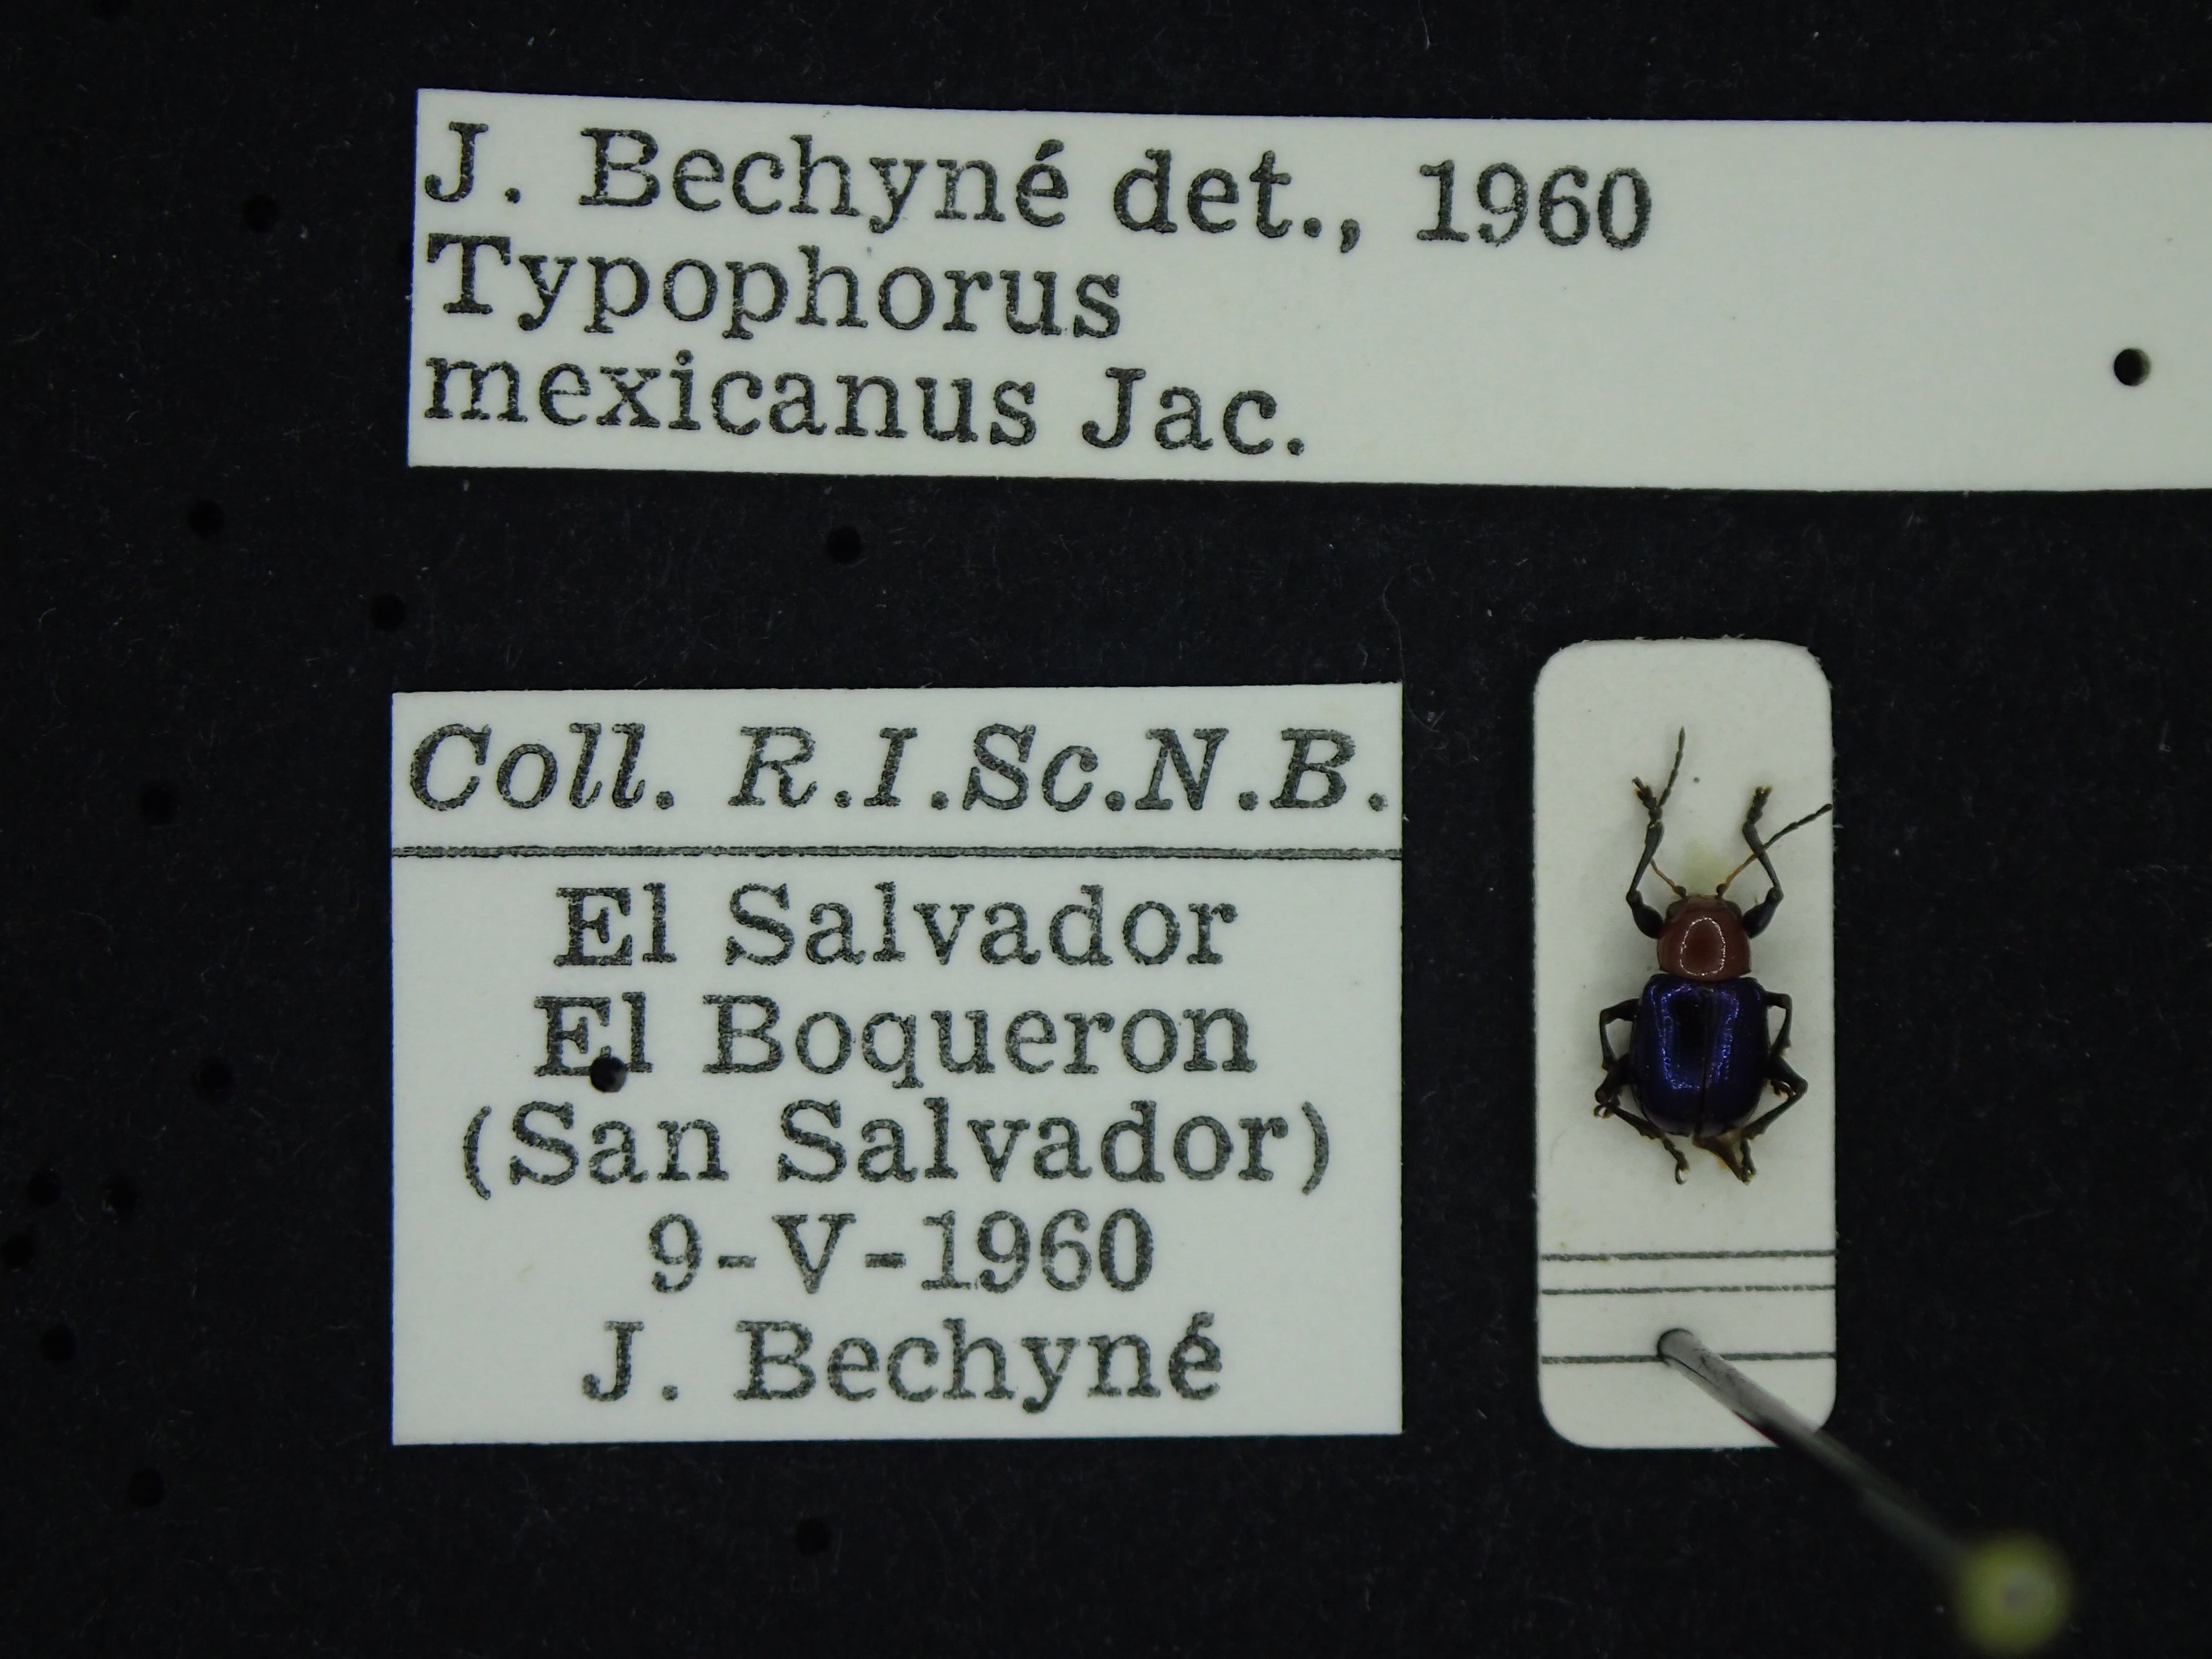 J. Bechyné det., 1960
Typophorus
mexicanus Jac.
Coll. R.I.Sc.N.B.
El Salvador
El Boqueron
(San Salvador)
9-V-1960
J. Bechyné